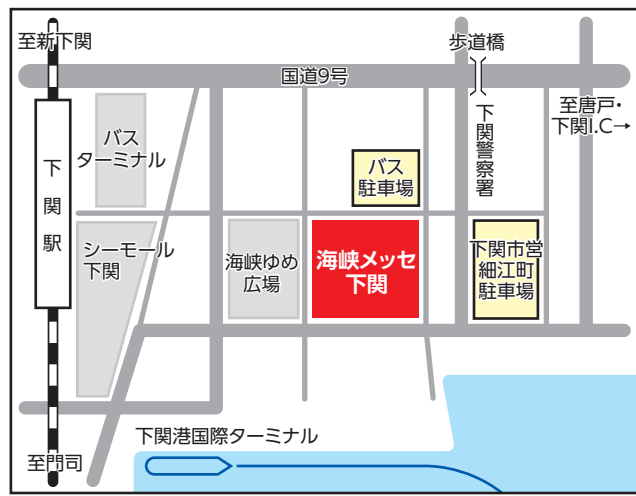 至新下関
歩道橋
国道9号
至唐戸・
下関I.C→
バス
ターミナル
下関警察署
バス
駐車場
下関駅
シーモール
下関
海峡ゆめ
広場
海峡メッセ
下関
下関市営
細江町
駐車場
下関港国際ターミナル
至門司